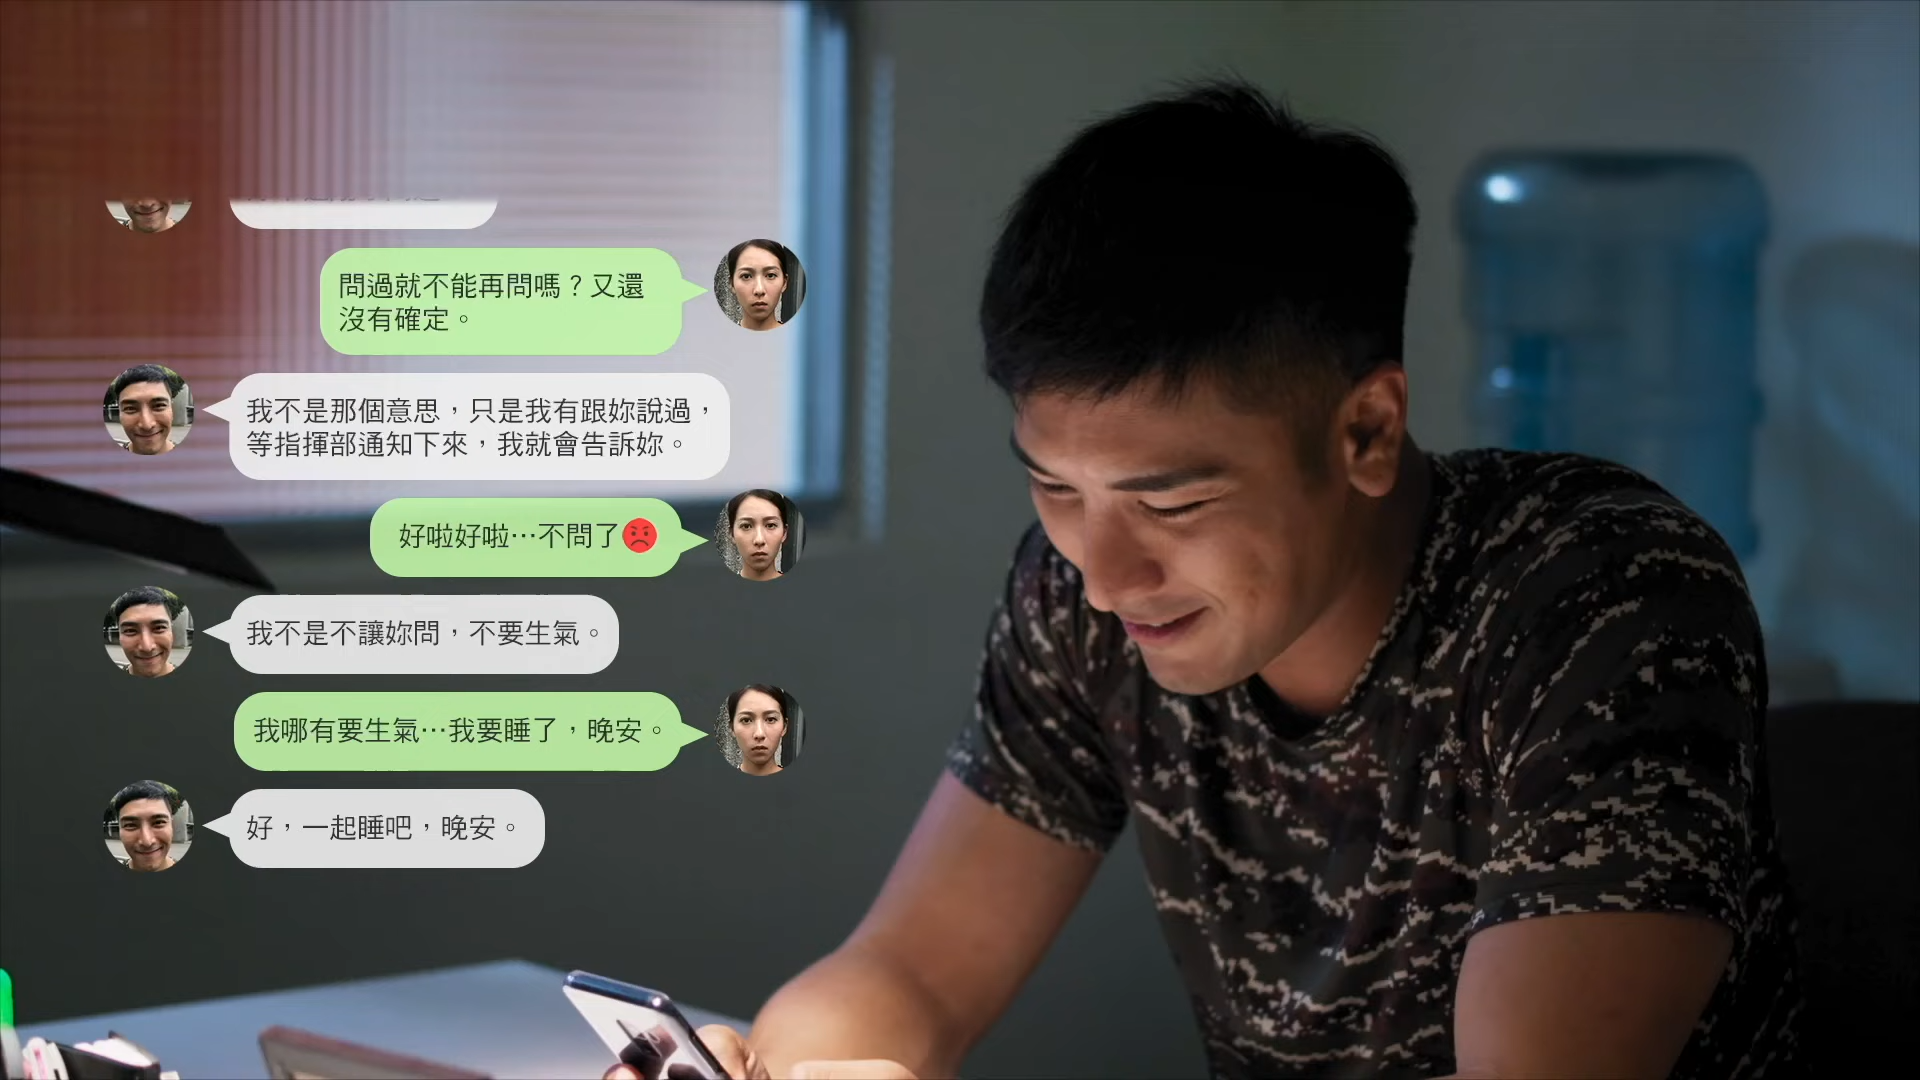 問過就不能再問嗎？又還
沒有確定。
我不是那個意思，只是我有跟妳說過，
等指揮部通知下來，我就會告訴妳。
好啦好啦…不問了
我不是不讓妳問，不要生氣。
我哪有要生氣…我要睡了，晚安。
好，一起睡吧，晚安。